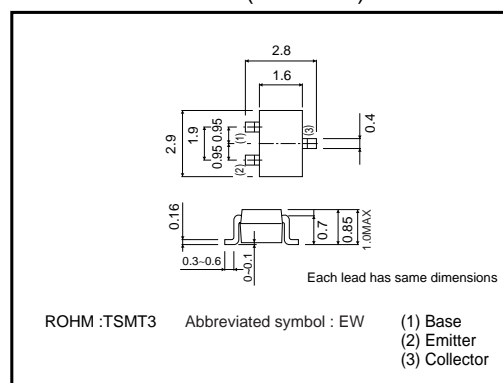 2.8
1.6
2.9
1.9
0.95 0.95
(1)
(2)
(3)
0.4
0.16
0.3~0.6
0~0.1
0.7
0.85
1.0MAX
Each lead has same dimensions
ROHM :TSMT3 Abbreviated symbol : EW
(1) Base
(2) Emitter
(3) Collector